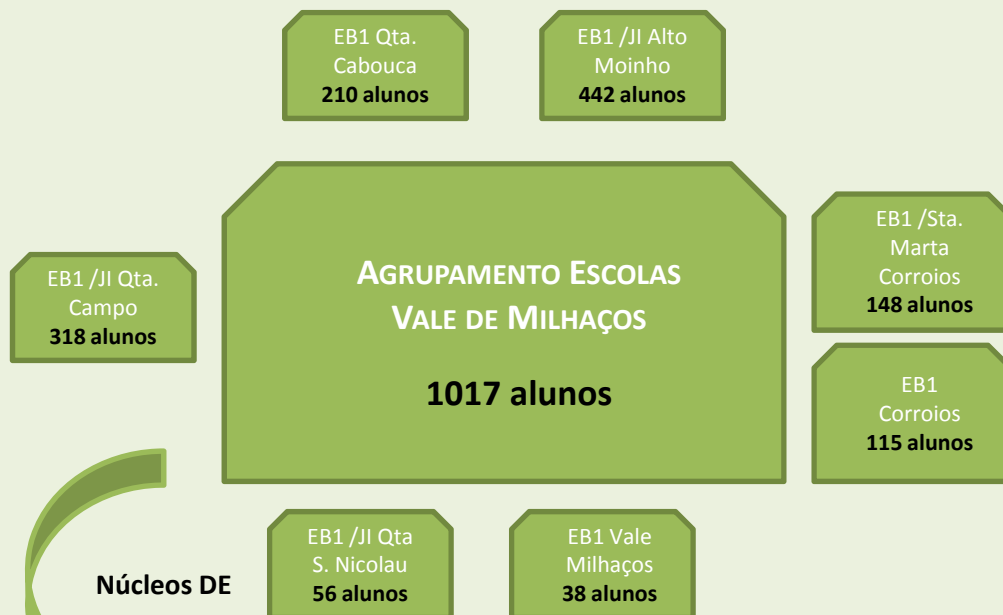 EB1 Qta.
Cabouca
210 alunos
EB1 /JI Alto
Moinho
442 alunos
EB1 /JI Qta.
Campo
318 alunos
AGRUPAMENTO ESCOLAS
VALE DE MILHAÇOS
1017 alunos
EB1 /Sta.
Marta
Corroios
148 alunos
EB1
Corroios
115 alunos
Núcleos DE
EB1 /JI Qta
S. Nicolau
56 alunos
EB1 Vale
Milhaços
38 alunos